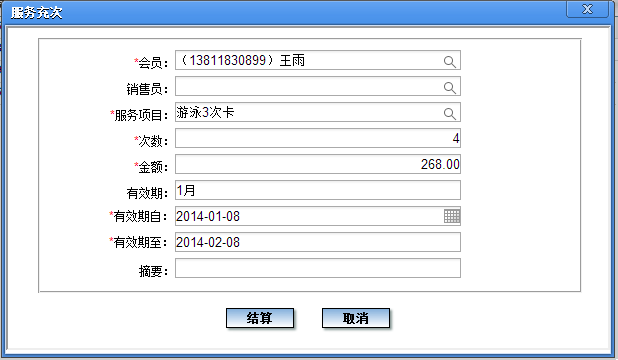 服务充次
*会员： （13811830899）王雨
销售员：
*服务项目： 游泳3次卡
*次数： 4
*金额： 268.00
有效期： 1月
*有效期自： 2014-01-08
*有效期至： 2014-02-08
摘要：
结算 取消